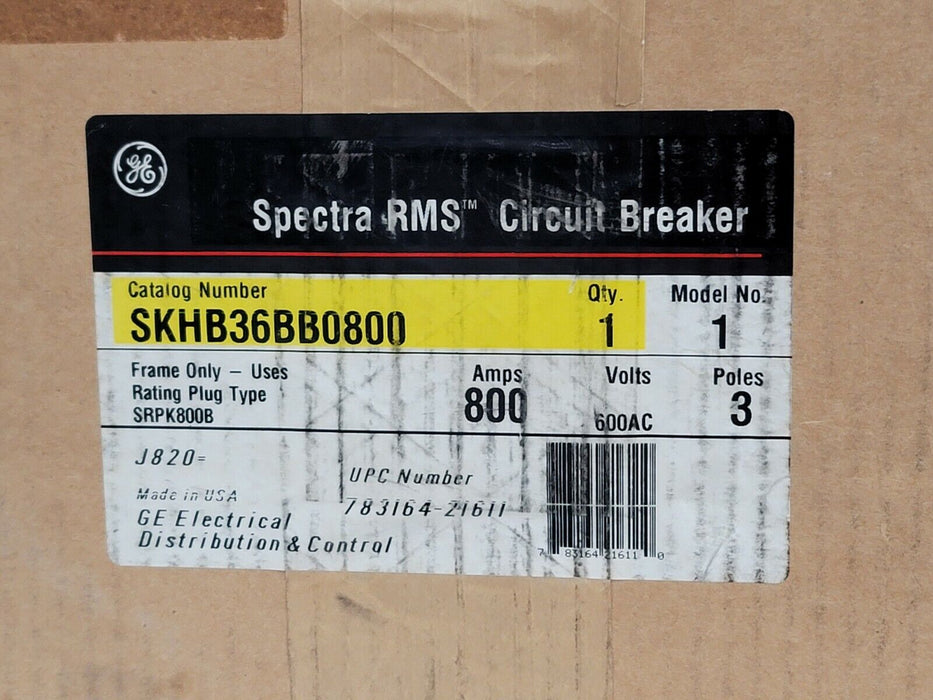 GE
Spectra RMS™ Circuit Breaker
Catalog Number Qty. Model No.
SKHB36BB0800 1 1
Frame Only – Uses Amps Volts Poles
Rating Plug Type 800 600AC 3
SRPK800B
J820=
UPC Number
Made in USA 783164-21611
GE Electrical
Distribution & Control
7 83164 21611 0